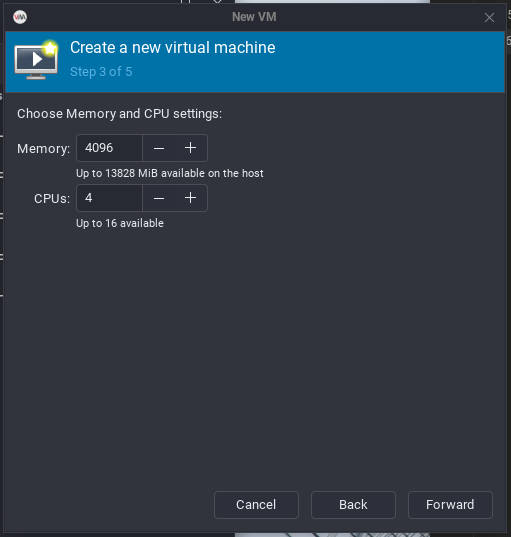 New VM
Create a new virtual machine
Step 3 of 5
Choose Memory and CPU settings:
Memory: 4096
Up to 13828 MiB available on the host
CPUs: 4
Up to 16 available
Cancel Back Forward